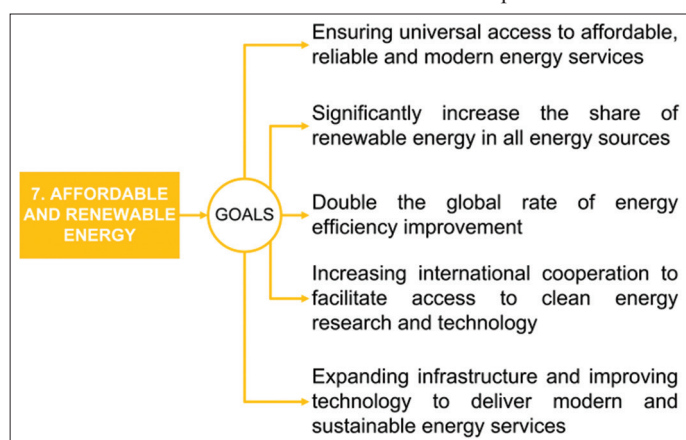 Ensuring universal access to affordable,
reliable and modern energy services
Significantly increase the share of
renewable energy in all energy sources
7. AFFORDABLE
AND RENEWABLE
ENERGY
GOALS
Double the global rate of energy
efficiency improvement
Increasing international cooperation to
facilitate access to clean energy
research and technology
Expanding infrastructure and improving
technology to deliver modern and
sustainable energy services